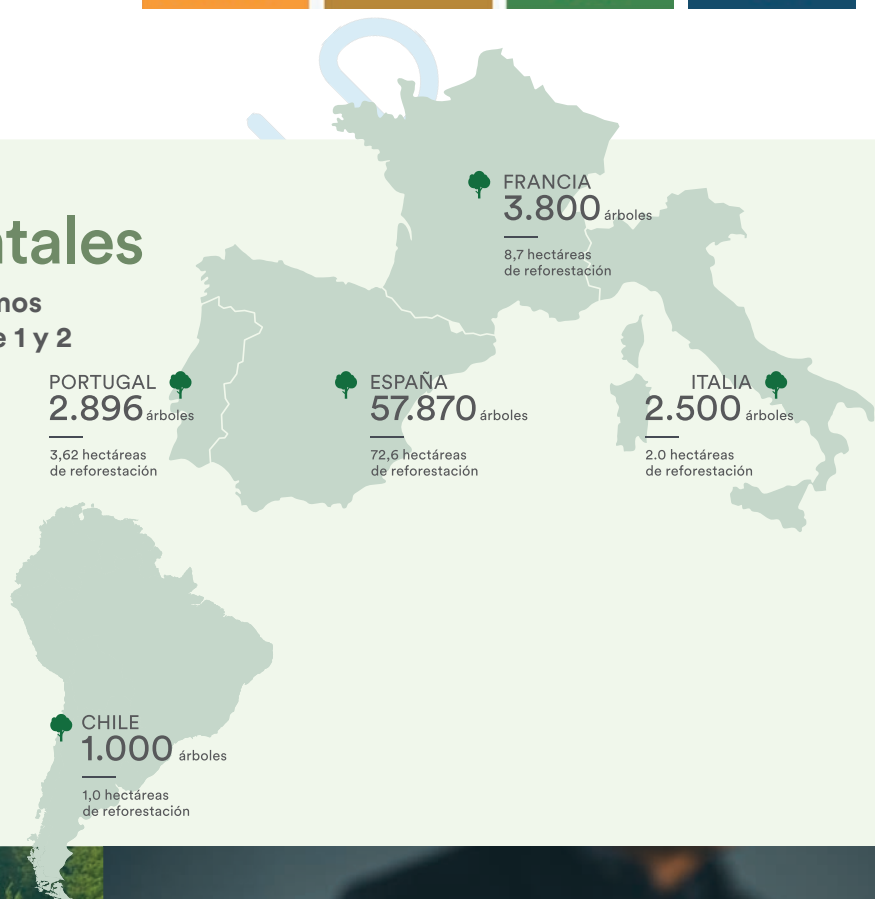 FRANCIA
3.800 árboles
8,7 hectáreas
de reforestación
ntales
nos
e 1 y 2
PORTUGAL
2.896 árboles
3,62 hectáreas
de reforestación
ESPAÑA
57.870 árboles
72,6 hectáreas
de reforestación
ITALIA
2.500 árboles
2.0 hectáreas
de reforestación
CHILE
1.000 árboles
1,0 hectáreas
de reforestación